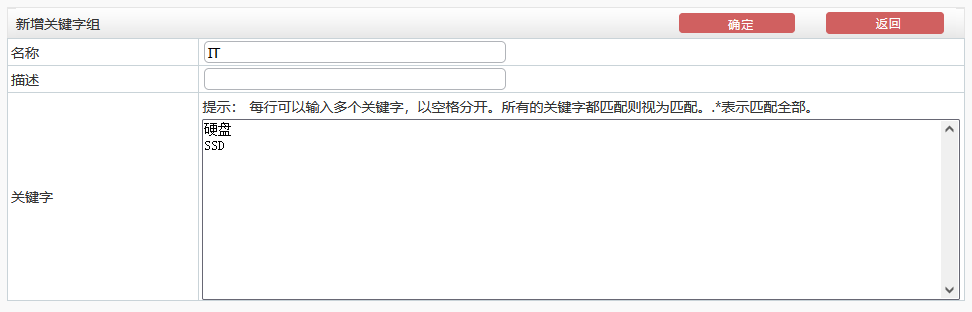 新增关键字组 确定 返回
名称 IT
描述
提示： 每行可以输入多个关键字，以空格分开。所有的关键字都匹配则视为匹配。.*表示匹配全部。
硬盘
SSD
关键字